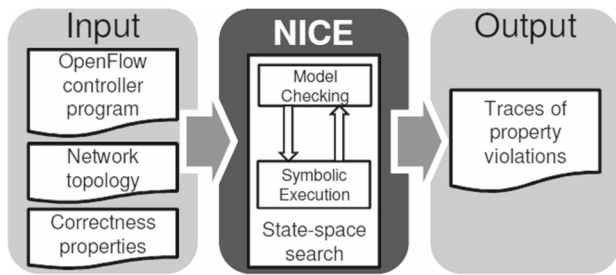 Input
OpenFlow
controller
program
Network
topology
Correctness
properties
NICE
Model
Checking
Symbolic
Execution
State-space
search
Output
Traces of
property
violations